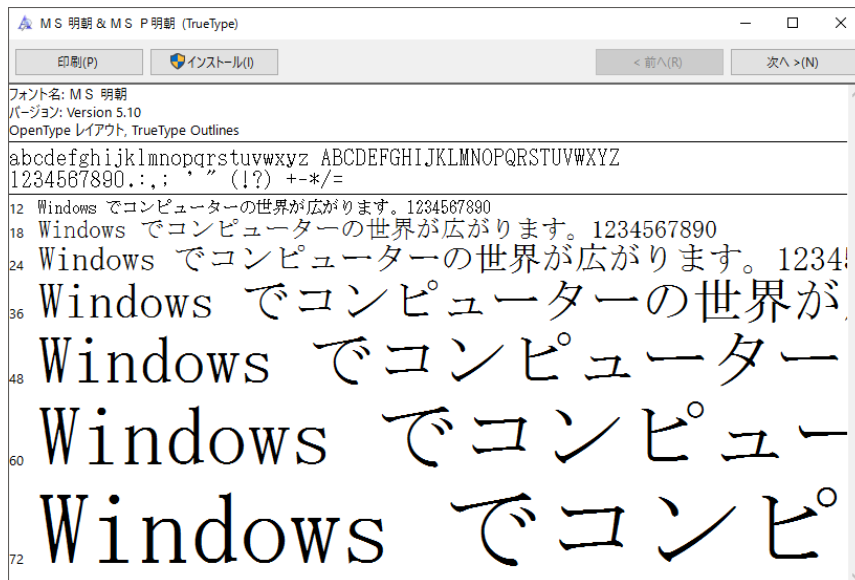 ＭＳ 明朝 & ＭＳ Ｐ明朝 (TrueType)
印刷(P) インストール(I) < 前へ(R) 次へ >(N)
フォント名: ＭＳ 明朝
バージョン: Version 5.10
OpenType レイアウト, TrueType Outlines
abcdefghijklmnopqrstuvwxyz ABCDEFGHIJKLMNOPQRSTUVWXYZ
1234567890.:,; ' " (!?) +-*/=
12 Windows でコンピューターの世界が広がります。1234567890
18 Windows でコンピューターの世界が広がります。1234567890
24 Windows でコンピューターの世界が広がります。1234
36 Windows でコンピューターの世界が
48 Windows でコンピューター
60 Windows でコンピュー
72 Windows でコンピ